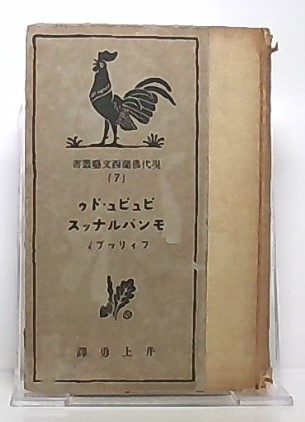 現代佛蘭西文藝叢書
(7)
ビュビュ・ドゥ
モンパルナッス
フィリップ
井上勇譯